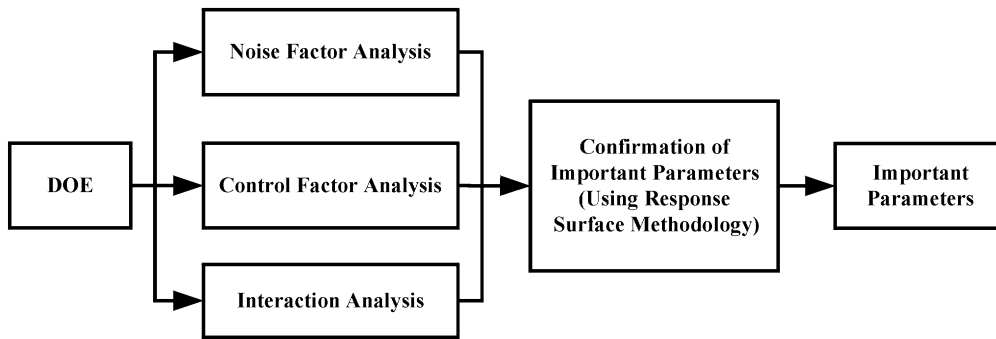 Noise Factor Analysis
DOE
Control Factor Analysis
Interaction Analysis
Confirmation of
Important Parameters
(Using Response
Surface Methodology)
Important
Parameters